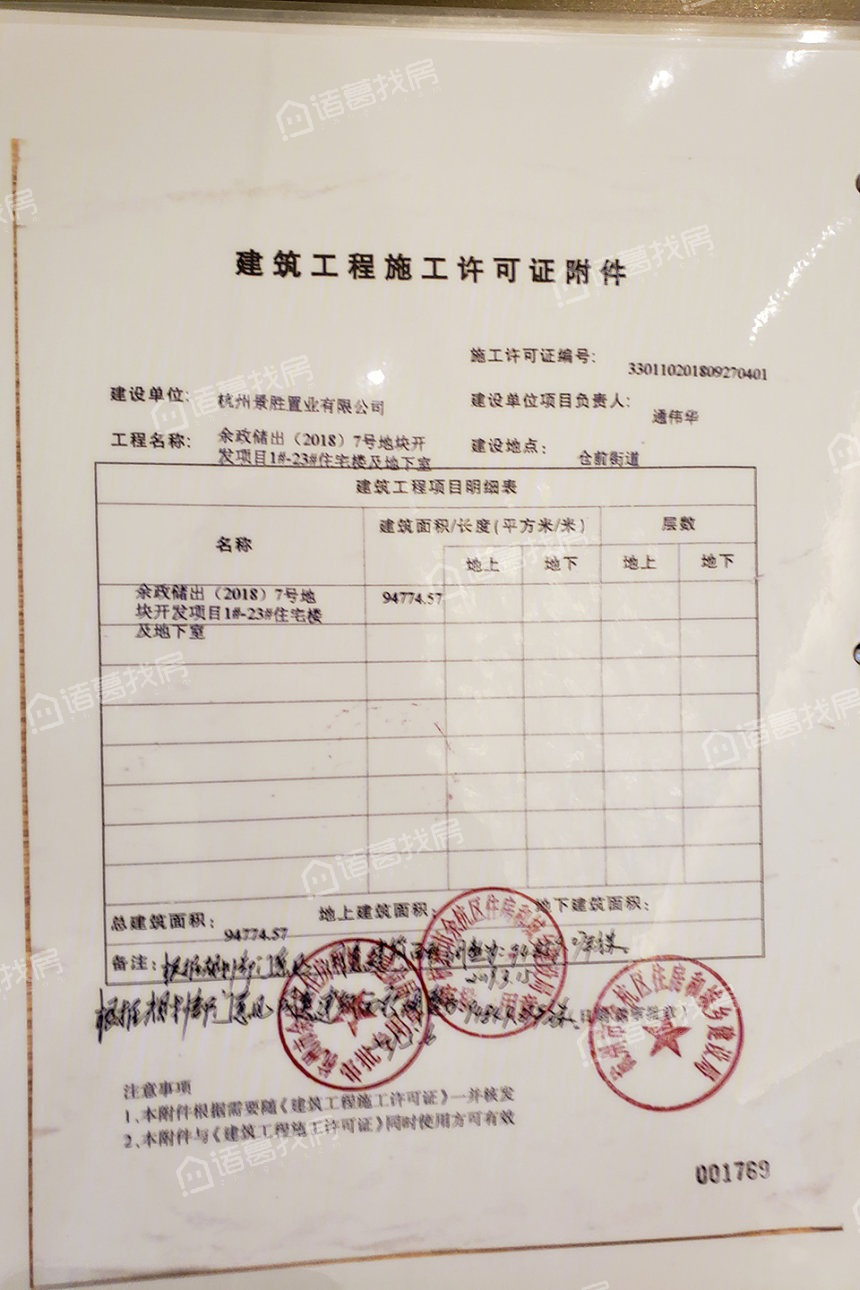 建筑工程施工许可证附件
施工许可证编号: 330110201809270401
建设单位: 杭州景胜置业有限公司
建设单位项目负责人: 通伟华
工程名称: 余政储出（2018）7号地块开
发项目1#-23#住宅楼及地下室
建设地点: 仓前街道
建筑工程项目明细表
名称
建筑面积/长度(平方米/米)
层数
地上
地下
地上
地下
余政储出（2018）7号地
块开发项目1#-23#住宅楼
及地下室
94774.57
总建筑面积: 94774.57
地上建筑面积:
地下建筑面积:
备注:
注意事项
1、本附件根据需要随《建筑工程施工许可证》一并核发
2、本附件与《建筑工程施工许可证》同时使用方可有效
001769
诸葛找房